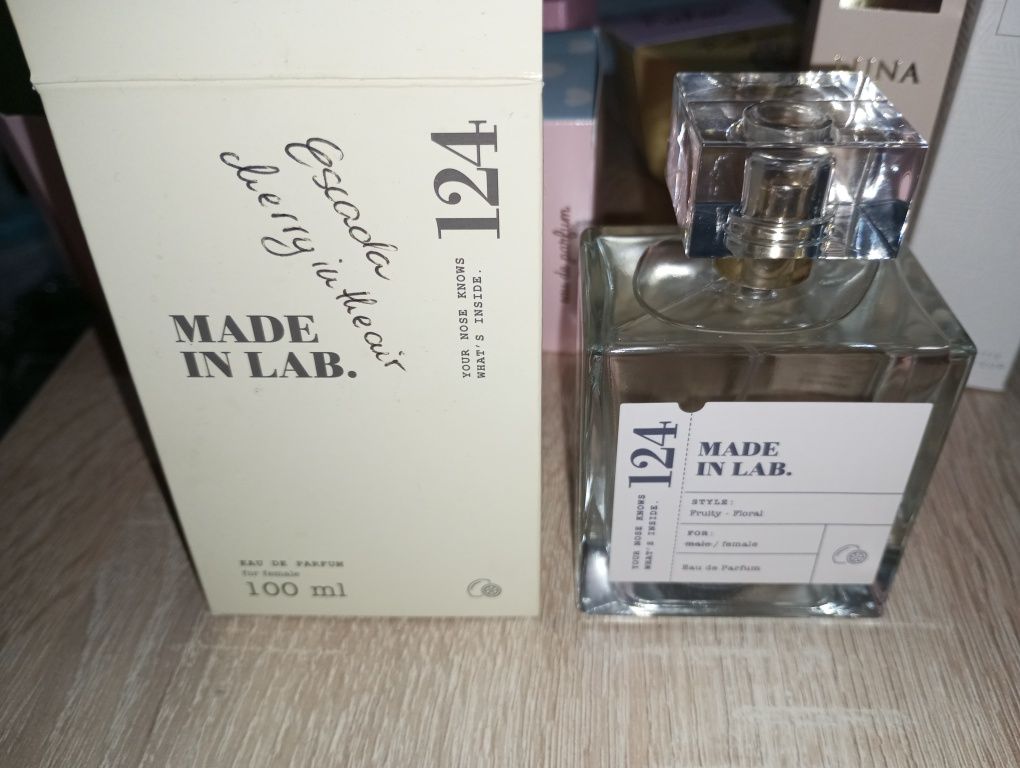 Escada
cherry in the air
124
YOUR NOSE KNOWS
WHAT'S INSIDE.
MADE
IN LAB.
EAU DE PARFUM
for female
100 ml
eau de parfum
NINA
124
YOUR NOSE KNOWS
WHAT'S INSIDE.
MADE
IN LAB.
STYLE:
Fruity - Floral
FOR:
male / female
Eau de Parfum